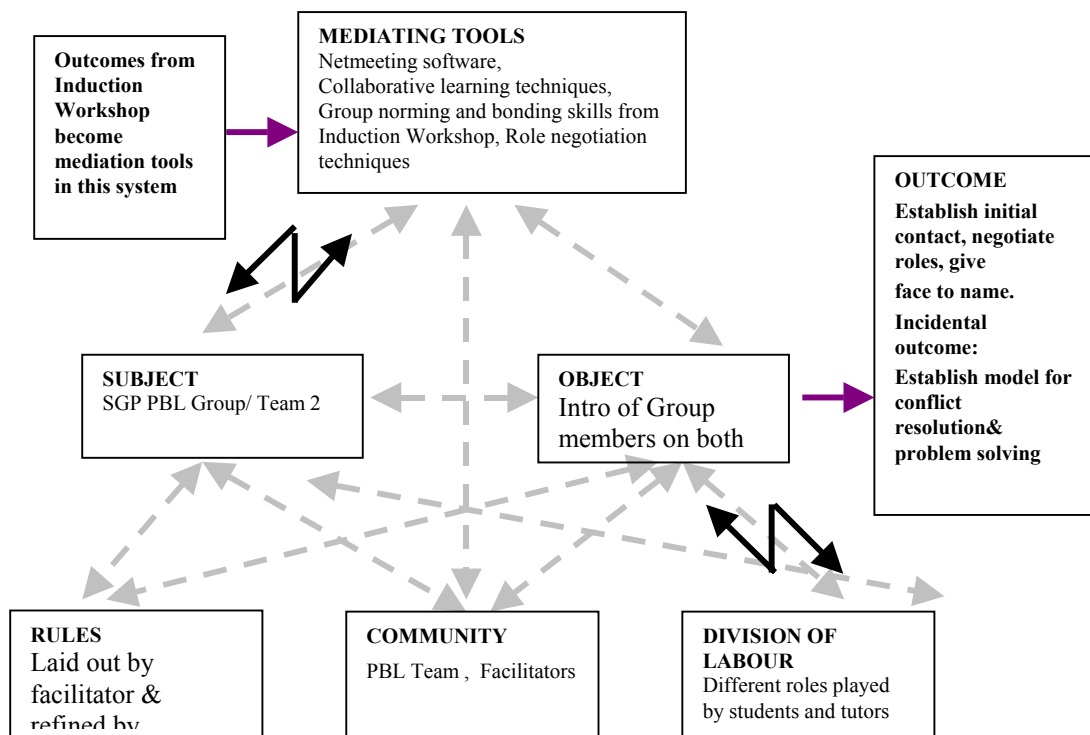 Outcomes from
Induction
Workshop
become
mediation tools
in this system
MEDIATING TOOLS
Netmeeting software,
Collaborative learning techniques,
Group norming and bonding skills from
Induction Workshop, Role negotiation
techniques
OUTCOME
Establish initial
contact, negotiate
roles, give
face to name.
Incidental
outcome:
Establish model for
conflict
resolution&
problem solving
SUBJECT
SGP PBL Group/ Team 2
OBJECT
Intro of Group
members on both
RULES
Laid out by
facilitator &
refined by
COMMUNITY
PBL Team , Facilitators
DIVISION OF
LABOUR
Different roles played
by students and tutors